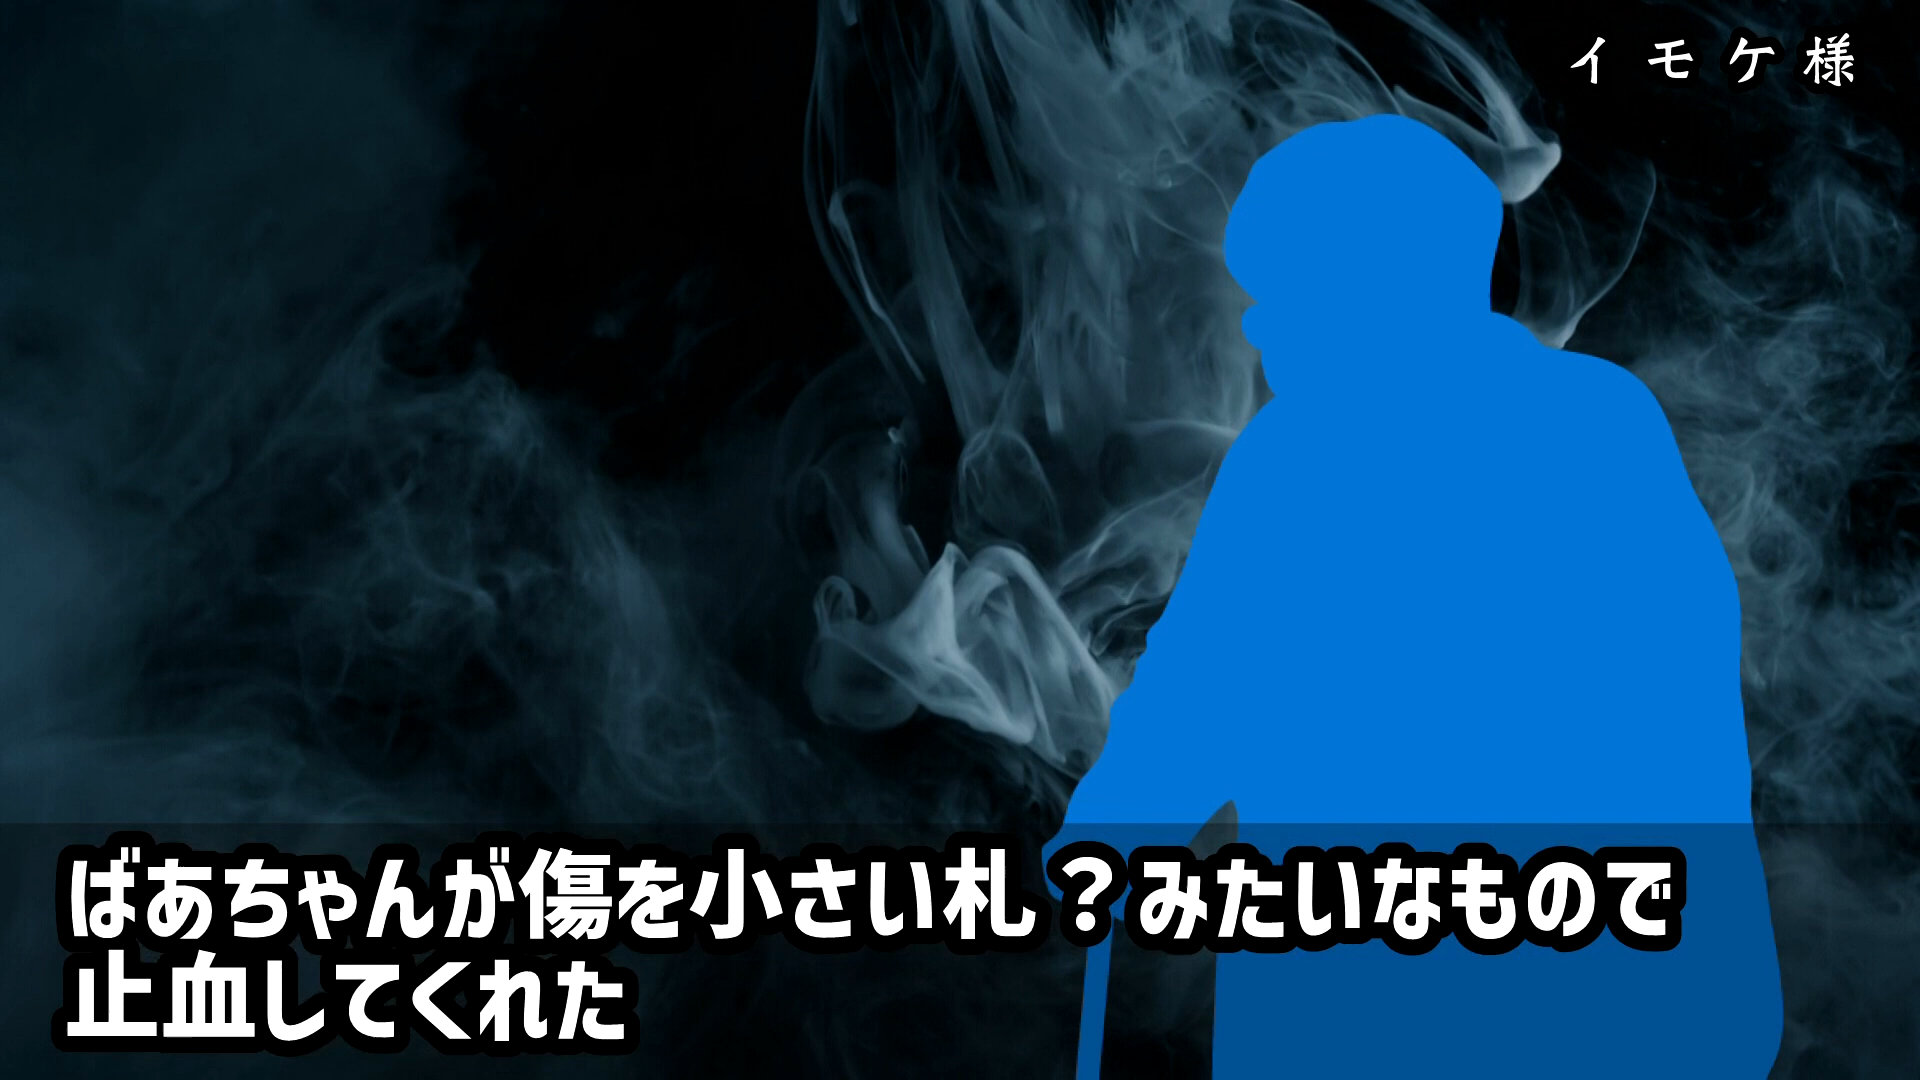 イモケ様
ばあちゃんが傷を小さい札？みたいなもので
止血してくれた